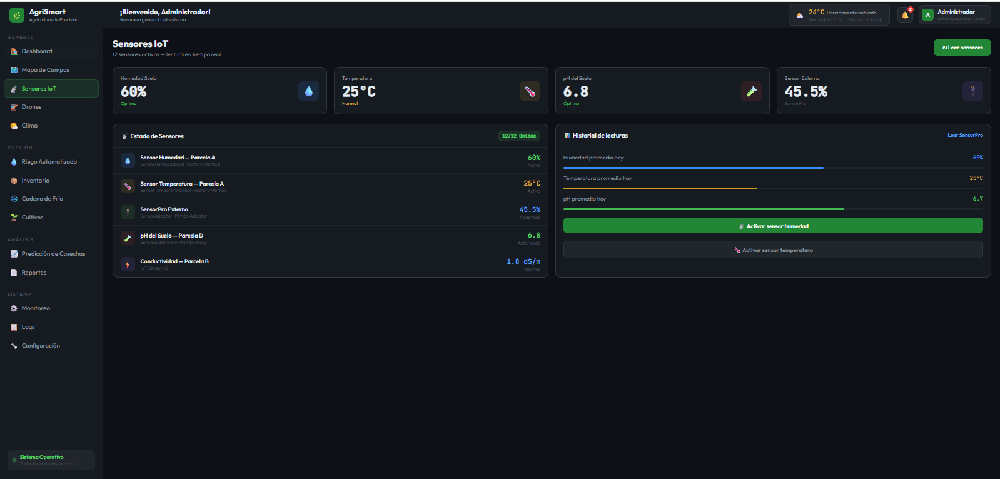 AgriSmart
Agricultura de Precisión
¡Bienvenido, Administrador!
Resumen general del sistema
24°C Parcialmente nublado
Humedad: 65% · Viento: 12 km/h
2
A
Administrador
admin@agrismart.com
GENERAL
Dashboard
Mapa de Campos
Sensores IoT
Drones
Clima
GESTIÓN
Riego Automatizado
Inventario
Cadena de Frío
Cultivos
ANÁLISIS
Predicción de Cosechas
Reportes
SISTEMA
Monitoreo
Logs
Configuración
Sistema Operativo
Todos los servicios activos
Sensores IoT
12 sensores activos — lectura en tiempo real
↻ Leer sensores
Humedad Suelo
60%
Óptimo
Temperatura
25°C
Normal
pH del Suelo
6.8
Óptimo
Sensor Externo
45.5%
SensorPro
Estado de Sensores
12/12 Online
Sensor Humedad — Parcela A
SensorHumedadImpl · Factory Method
60%
Activo
Sensor Temperatura — Parcela A
SensorTemperaturaImpl · Factory Method
25°C
Activo
SensorPro Externo
SensorAdapter · Patrón Adapter
45.5%
Adaptado
pH del Suelo — Parcela D
SensorDataProxy · Patrón Proxy
6.8
Autorizado
Conductividad — Parcela B
IoT Sensor v2
1.8 dS/m
Normal
Historial de lecturas
Leer SensorPro
Humedad promedio hoy
60%
Temperatura promedio hoy
25°C
pH promedio hoy
6.7
Activar sensor humedad
Activar sensor temperatura